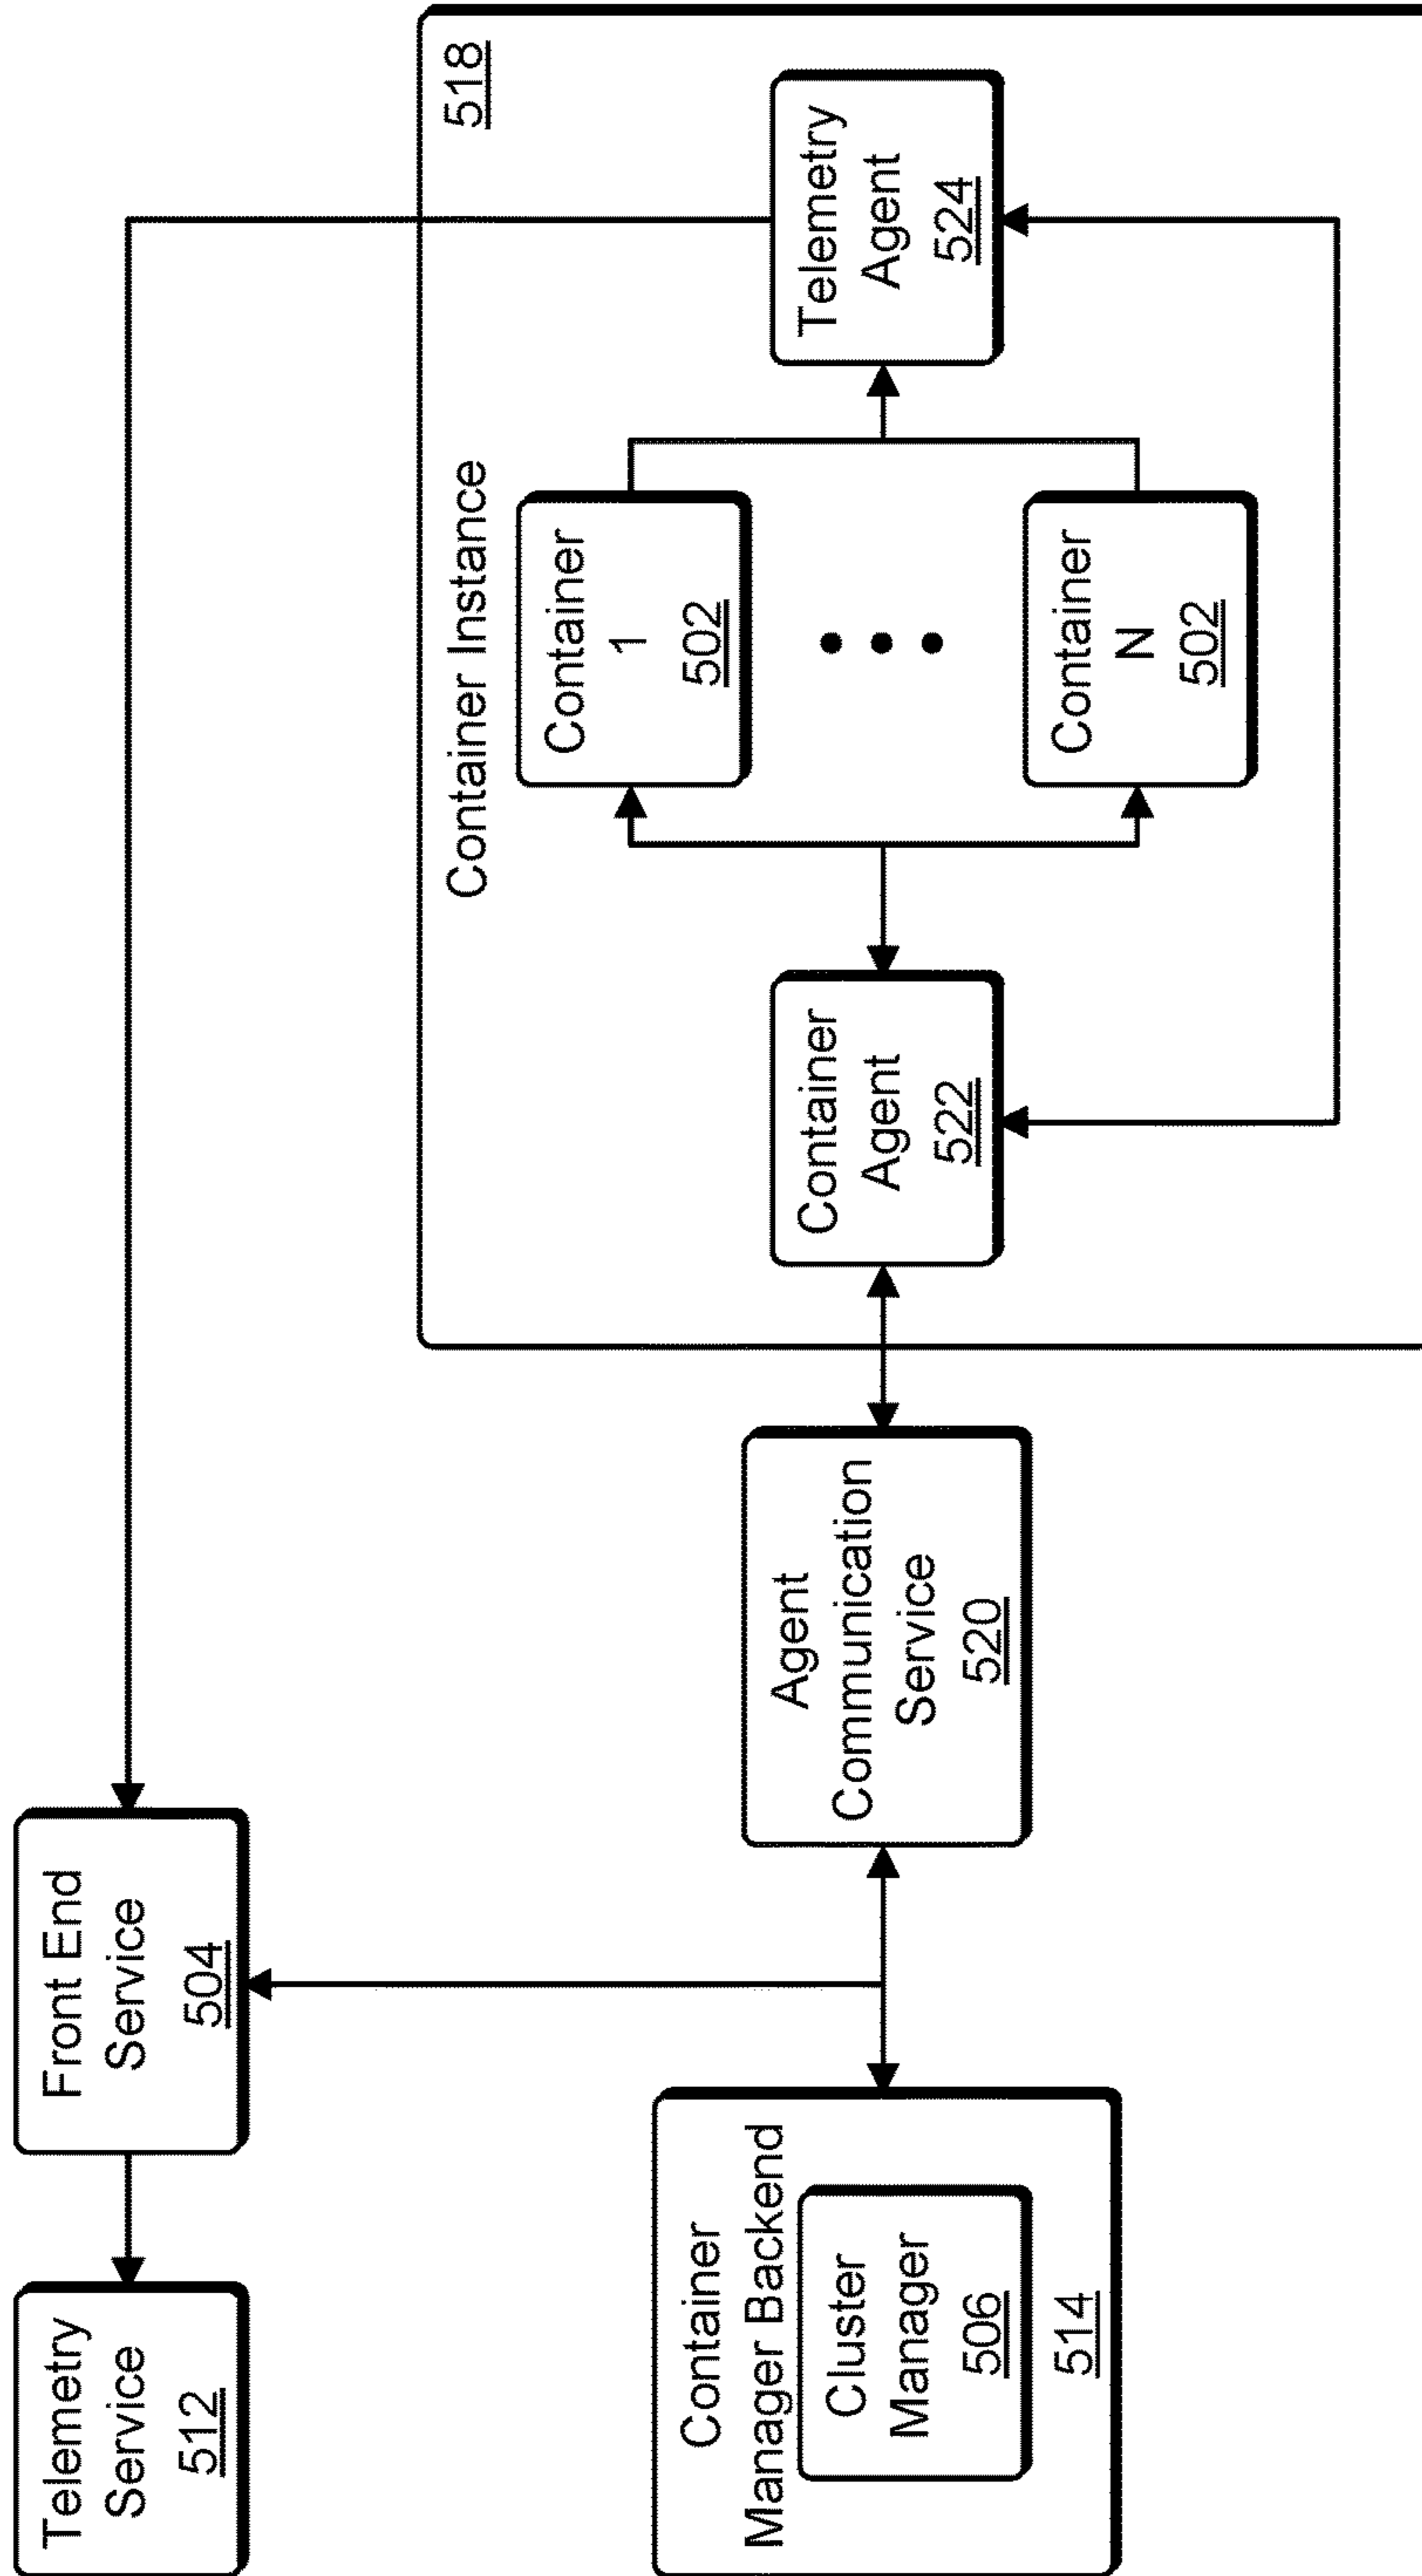 Telemetry
Service
512
Front End
Service
504
Container
Manager Backend
Cluster
Manager
506
514
Agent
Communication
Service
520
Container Instance
518
Container
Agent
522
Container
1
502
Container
N
502
Telemetry
Agent
524